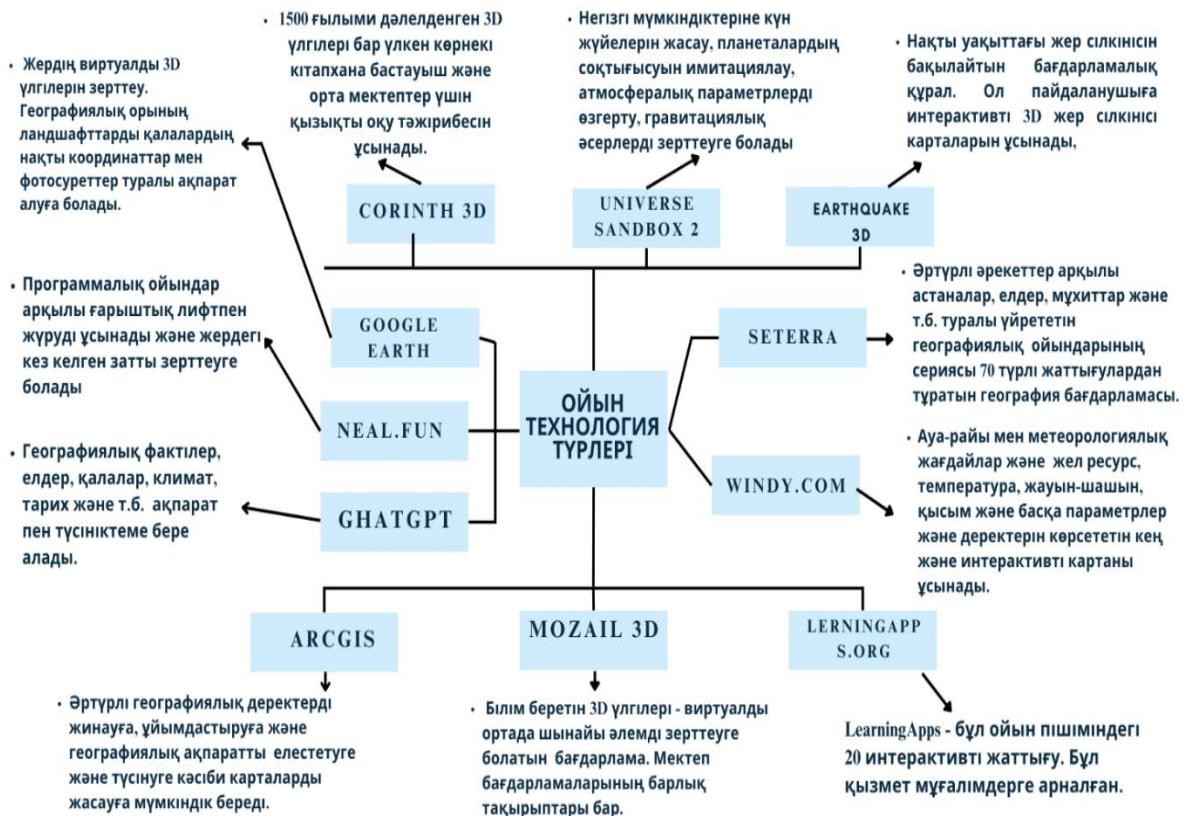 • 1500 ғылыми дәлелденген 3D
үлгілері бар үлкен көрнекі
кітапхана бастауыш және
орта мектептер үшін
қызықты оқу тәжірибесін
ұсынады.
• Негізгі мүмкіндіктеріне күн
жүйелерін жасау, планеталардың
соқтығысуын имитациялау,
атмосфералық параметрлерді
өзгерту, гравитациялық
әсерлерді зерттеуге болады
• Нақты уақыттағы жер сілкінісін
бақылайтын бағдарламалық
құрал. Ол пайдаланушыға
интерактивті 3D жер сілкінісі
карталарын ұсынады,
• Жердің виртуалды 3D
үлгілерін зерттеу.
Географиялық орының
ландшафттарды қалалардың
нақты координаттар мен
фотосуреттер туралы ақпарат
алуға болады.
CORINTH 3D
UNIVERSE
SANDBOX 2
EARTHQUAKE
3D
• Программалық ойындар
арқылы ғарыштық лифтпен
жүруді ұсынады және жердегі
кез келген затты зерттеуге
болады
GOOGLE
EARTH
SETERRA
• Әртүрлі әрекеттер арқылы
астаналар, елдер, мұхиттар және
т.б. туралы үйрететін
географиялық ойындарының
сериясы 70 түрлі жаттығулардан
тұратын география бағдарламасы.
NEAL.FUN
ОЙЫН
ТЕХНОЛОГИЯ
ТҮРЛЕРІ
• Географиялық фактілер,
елдер, қалалар, климат,
тарих және т.б. ақпарат
пен түсініктеме бере
алады.
GHATGPT
WINDY.COM
• Ауа-райы мен метеорологиялық
жағдайлар және жел ресурс,
температура, жауын-шашын,
қысым және басқа параметрлер
және деректерін көрсететін кең
және интерактивті картаны
ұсынады.
ARCGIS
MOZAIL 3D
LERNINGAPP
S.ORG
• Әртүрлі географиялық деректерді
жинауға, ұйымдастыруға және
географиялық ақпаратты елестетуге
және түсінуге кәсіби карталарды
жасауға мүмкіндік береді.
• Білім беретін 3D үлгілері - виртуалды
ортада шынайы әлемді зерттеуге
болатын бағдарлама. Мектеп
бағдарламаларының барлық
тақырыптары бар.
LearningApps - бұл ойын пішіміндегі
20 интерактивті жаттығу. Бұл
қызмет мұғалімдерге арналған.